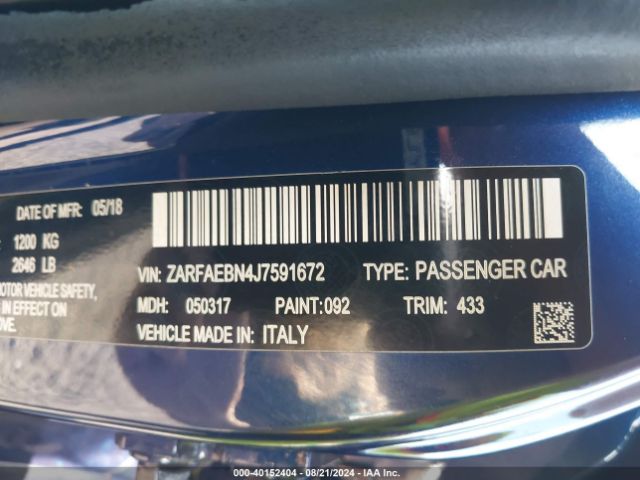 DATE OF MFR: 05/18
1200 KG
2646 LB
MOTOR VEHICLE SAFETY,
IN EFFECT ON
OVE.
VIN: ZARFAEBN4J7591672 TYPE: PASSENGER CAR
MDH: 050317 PAINT: 092 TRIM: 433
VEHICLE MADE IN: ITALY
000-40152404 - 08/21/2024 - IAA Inc.